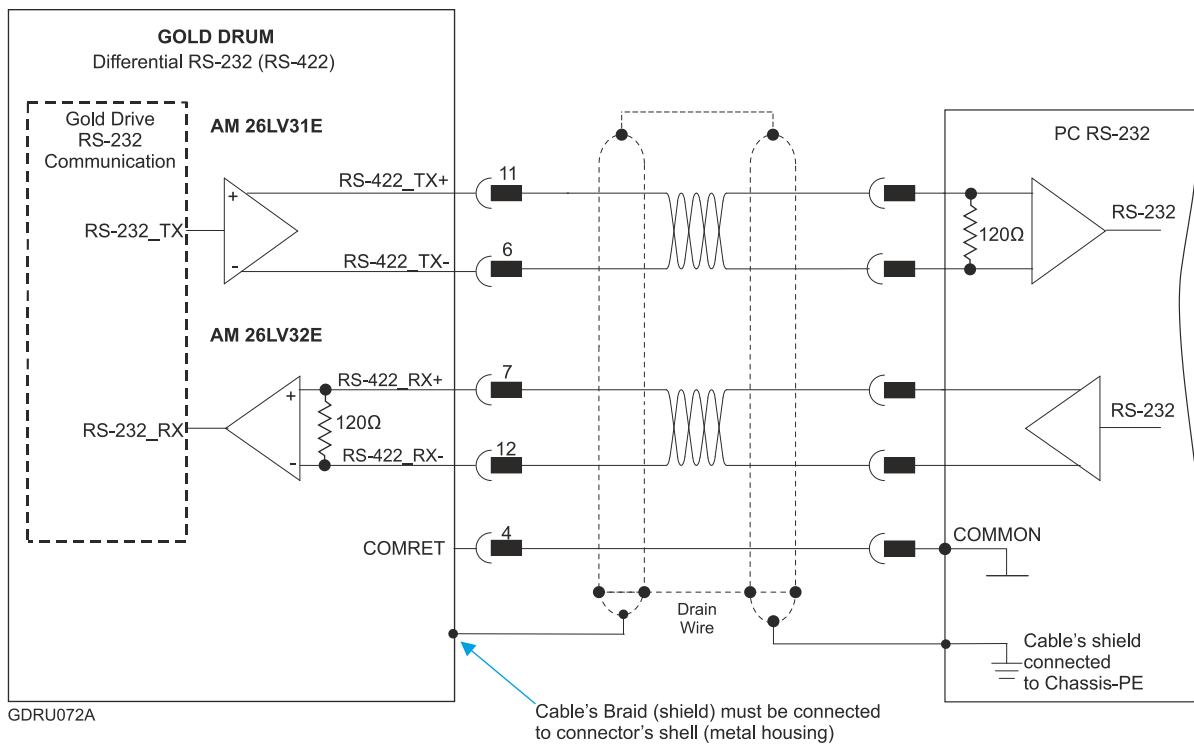 GOLD DRUM
Differential RS-232 (RS-422)
Gold Drive
RS-232
Communication
AM 26LV31E
RS-232_TX
+
-
RS-422_TX+
11
RS-422_TX-
6
PC RS-232
120Ω
RS-232
AM 26LV32E
RS-422_RX+
7
+
120Ω
RS-232_RX
-
RS-422_RX-
12
RS-232
COMRET
4
COMMON
Drain
Wire
Cable's shield
connected
to Chassis-PE
GDRU072A
Cable's Braid (shield) must be connected
to connector's shell (metal housing)